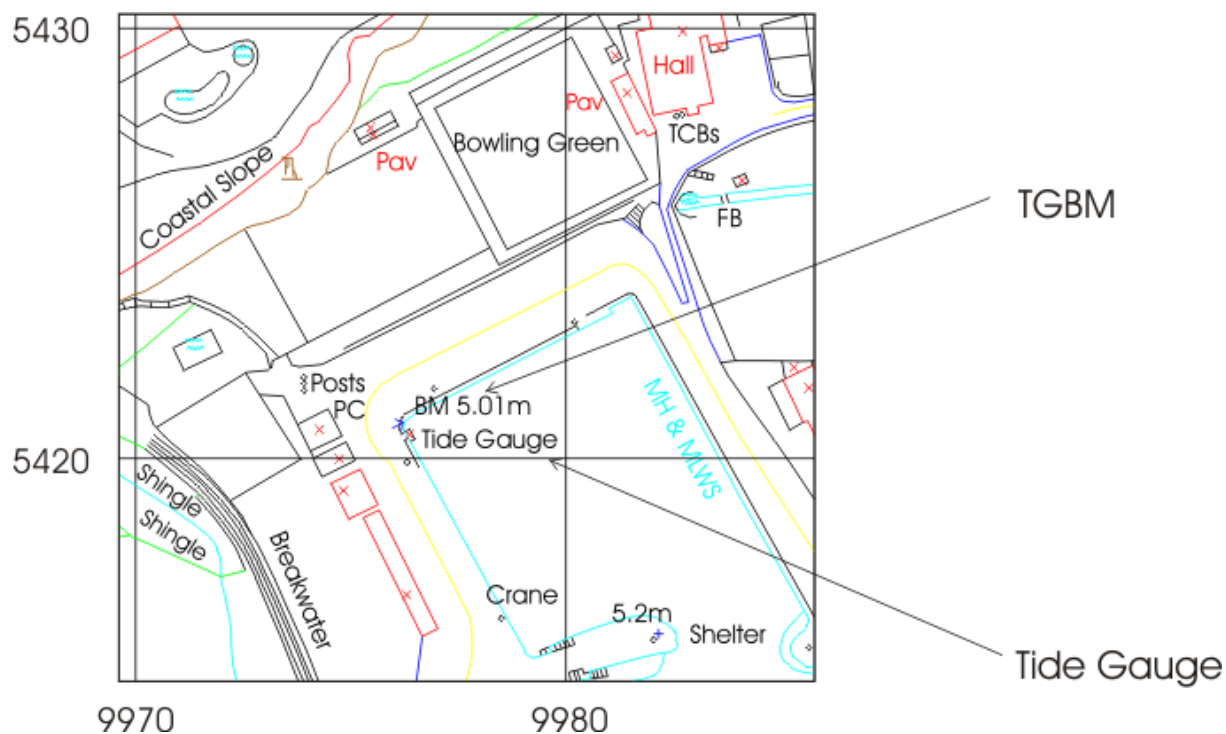 5430
Hall
Pav
TCBs
Bowling Green
Pav
Coastal Slope
TGBM
FB
Posts
PC
BM 5.01m
Tide Gauge
MH & MLWS
5420
Shingle
Shingle
Breakwater
Crane
5.2m
Shelter
Tide Gauge
9970
9980